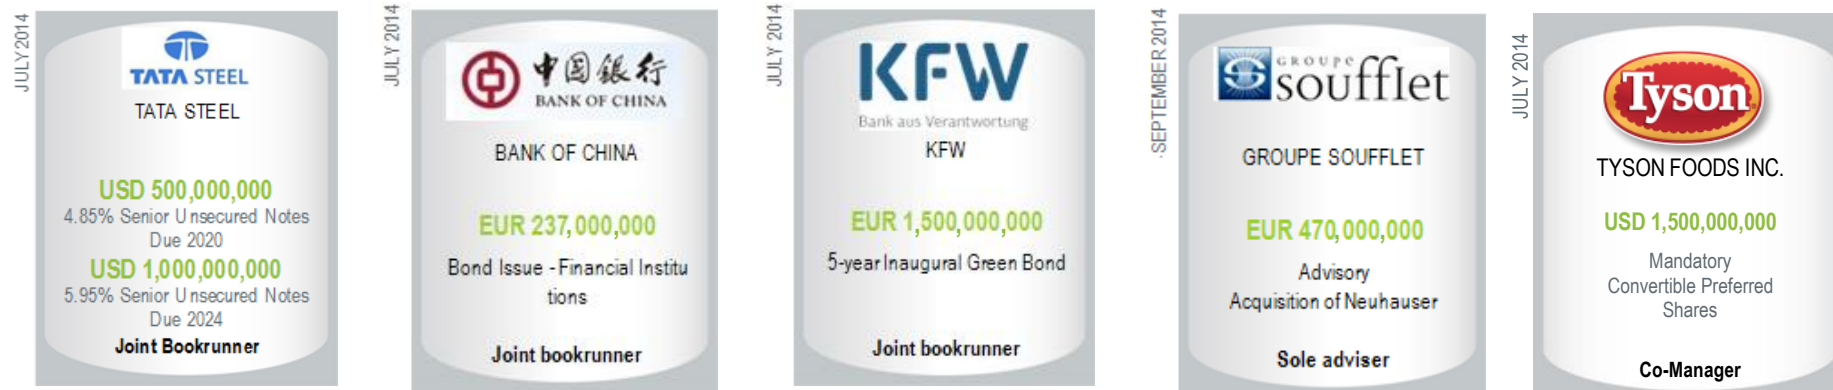 JULY 2014
TATA STEEL
TATA STEEL
USD 500,000,000
4.85% Senior Unsecured Notes
Due 2020
USD 1,000,000,000
5.95% Senior Unsecured Notes
Due 2024
Joint Bookrunner
JULY 2014
中国银行
BANK OF CHINA
BANK OF CHINA
EUR 237,000,000
Bond Issue - Financial Institu
tions
Joint bookrunner
JULY 2014
KFW
Bank aus Verantwortung
KFW
EUR 1,500,000,000
5-year Inaugural Green Bond
Joint bookrunner
SEPTEMBER 2014
GROUPE
soufflet
GROUPE SOUFFLET
EUR 470,000,000
Advisory
Acquisition of Neuhauser
Sole adviser
JULY 2014
Tyson
TYSON FOODS INC.
USD 1,500,000,000
Mandatory
Convertible Preferred
Shares
Co-Manager